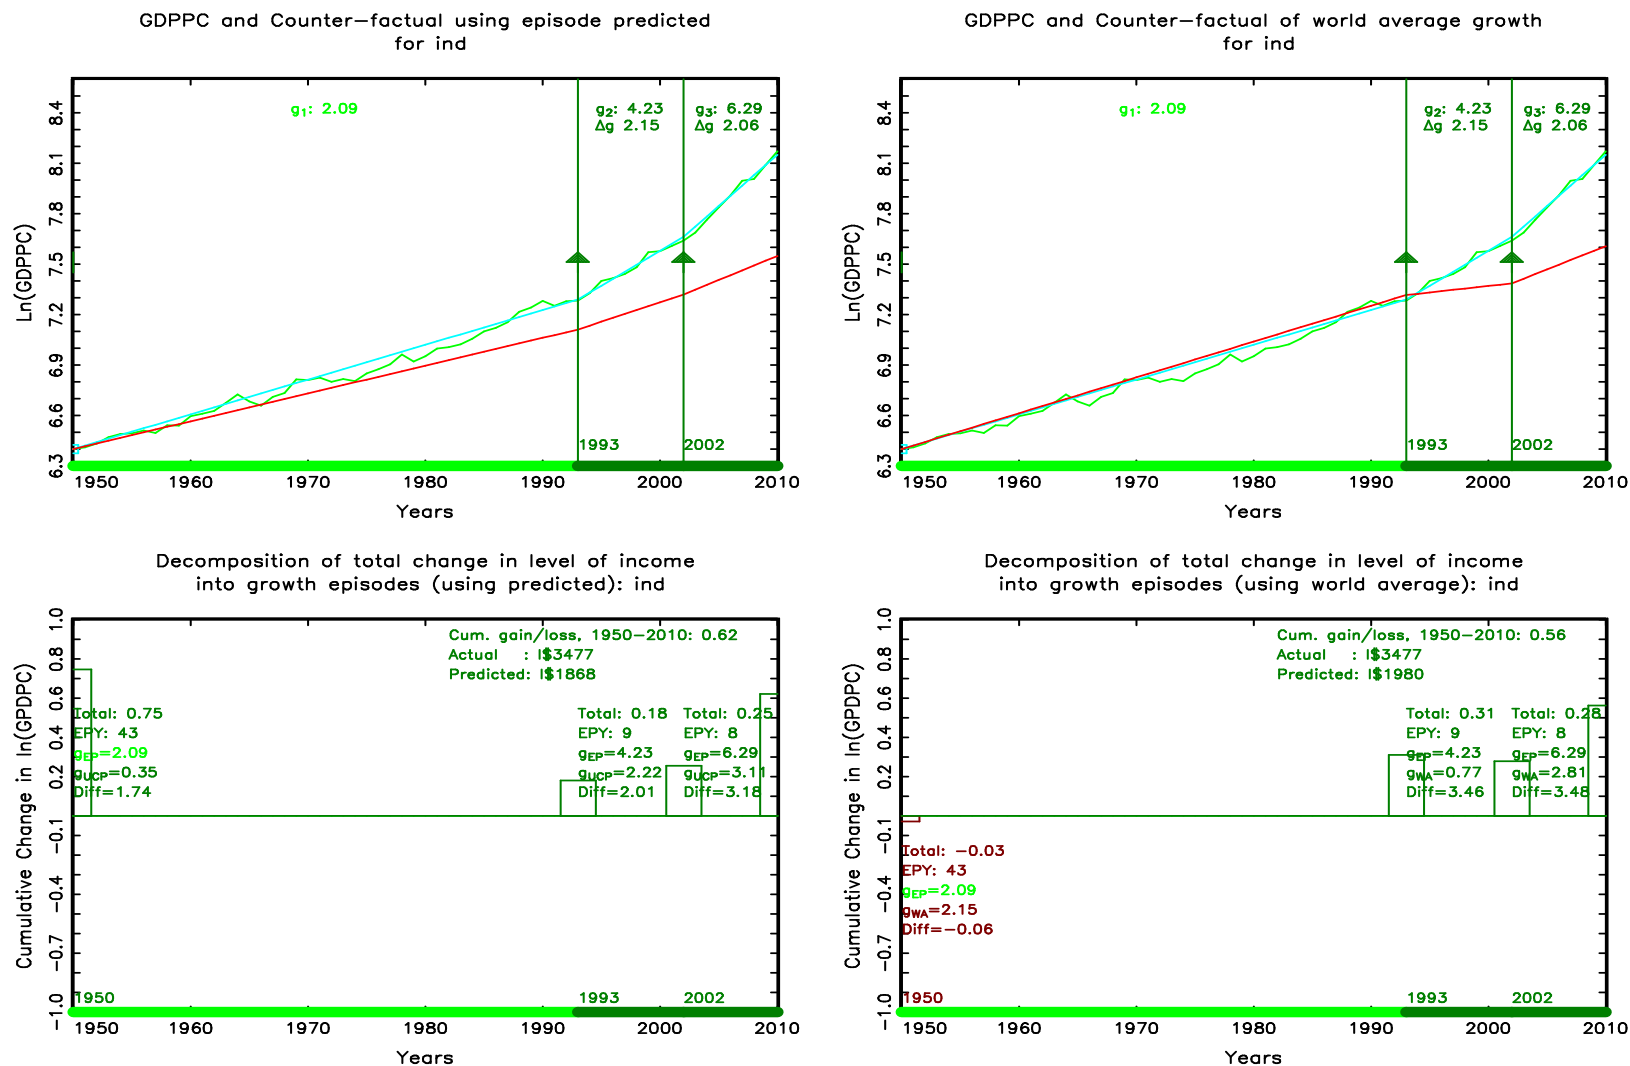 GDPPC and Counter-factual using episode predicted
for ind
g1: 2.09
g2: 4.23
Δg 2.15
g3: 6.29
Δg 2.06
Ln(GDPPC)
8.4
8.1
7.8
7.5
7.2
6.9
6.6
6.3
1993
2002
1950 1960 1970 1980 1990 2000 2010
Years
GDPPC and Counter-factual of world average growth
for ind
g1: 2.09
g2: 4.23
Δg 2.15
g3: 6.29
Δg 2.06
Ln(GDPPC)
8.4
8.1
7.8
7.5
7.2
6.9
6.6
6.3
1993
2002
1950 1960 1970 1980 1990 2000 2010
Years
Decomposition of total change in level of income
into growth episodes (using predicted): ind
Cum. gain/loss, 1950-2010: 0.62
Actual : I$3477
Predicted: I$1868
Total: 0.75
EPY: 43
gEP=2.09
gUCP=0.35
Diff=1.74
Total: 0.18
EPY: 9
gEP=4.23
gUCP=2.22
Diff=2.01
Total: 0.25
EPY: 8
gEP=6.29
gUCP=3.11
Diff=3.18
Cumulative Change in ln(GPDPC)
1.0
0.8
0.6
0.4
0.2
-0.1
-0.4
-0.7
-1.0
1950
1993
2002
1950 1960 1970 1980 1990 2000 2010
Years
Decomposition of total change in level of income
into growth episodes (using world average): ind
Cum. gain/loss, 1950-2010: 0.56
Actual : I$3477
Predicted: I$1980
Total: 0.31
EPY: 9
gEP=4.23
gWA=0.77
Diff=3.46
Total: 0.28
EPY: 8
gEP=6.29
gWA=2.81
Diff=3.48
Total: -0.03
EPY: 43
gEP=2.09
gWA=2.15
Diff=-0.06
Cumulative Change in ln(GPDPC)
1.0
0.8
0.6
0.4
0.2
-0.1
-0.4
-0.7
-1.0
1950
1993
2002
1950 1960 1970 1980 1990 2000 2010
Years